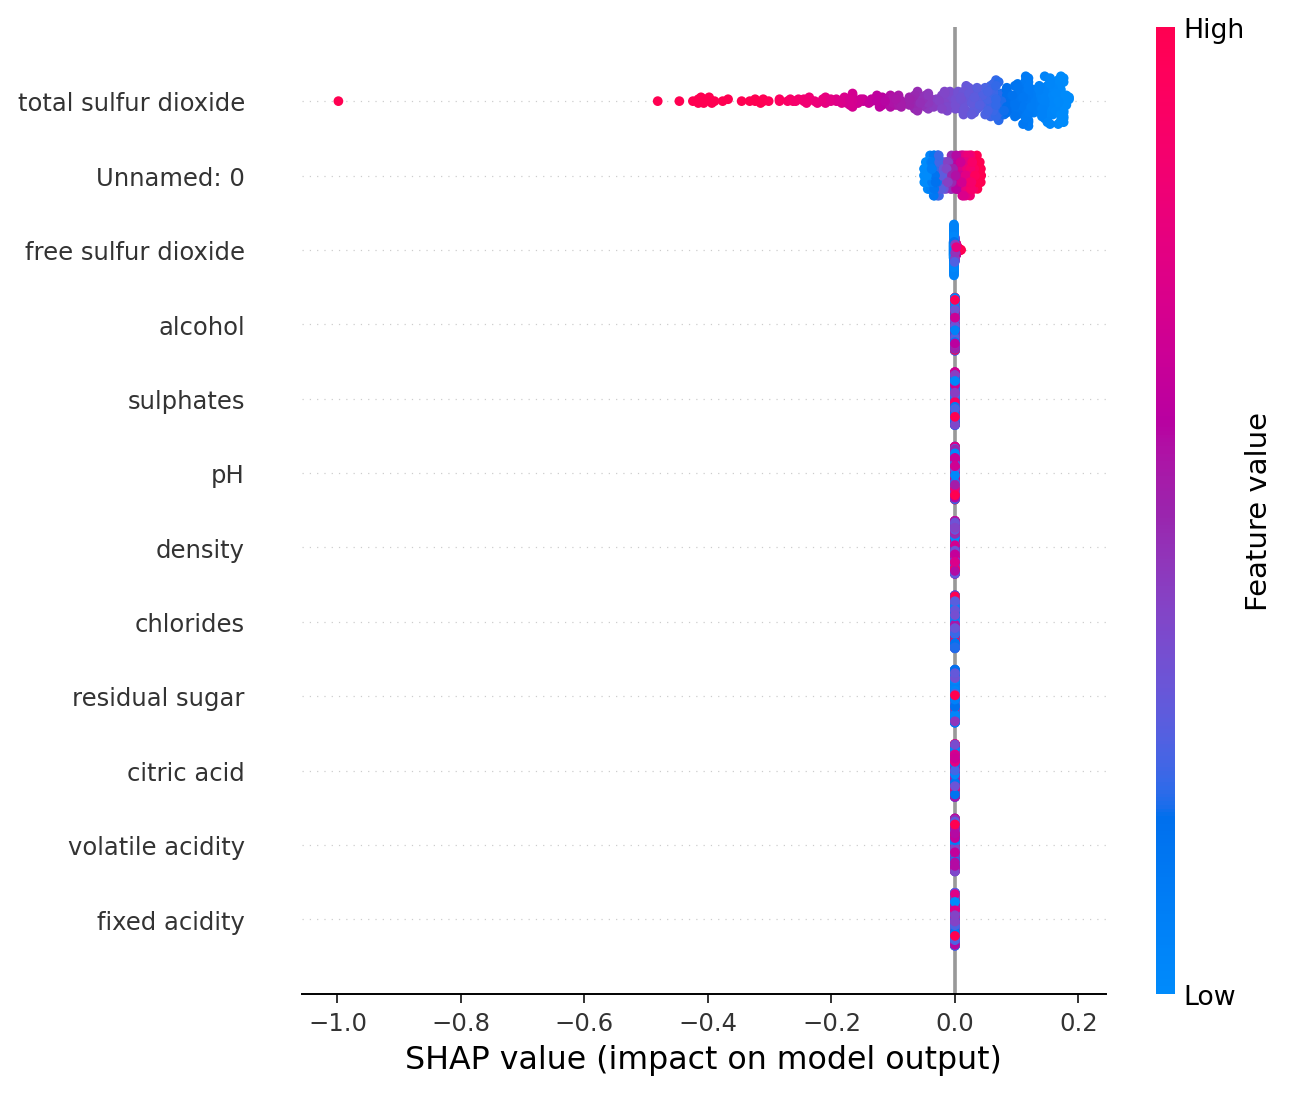 High
total sulfur dioxide
Unnamed: 0
free sulfur dioxide
alcohol
sulphates
pH
density
chlorides
residual sugar
citric acid
volatile acidity
fixed acidity
Feature value
Low
−1.0 −0.8 −0.6 −0.4 −0.2 0.0 0.2
SHAP value (impact on model output)